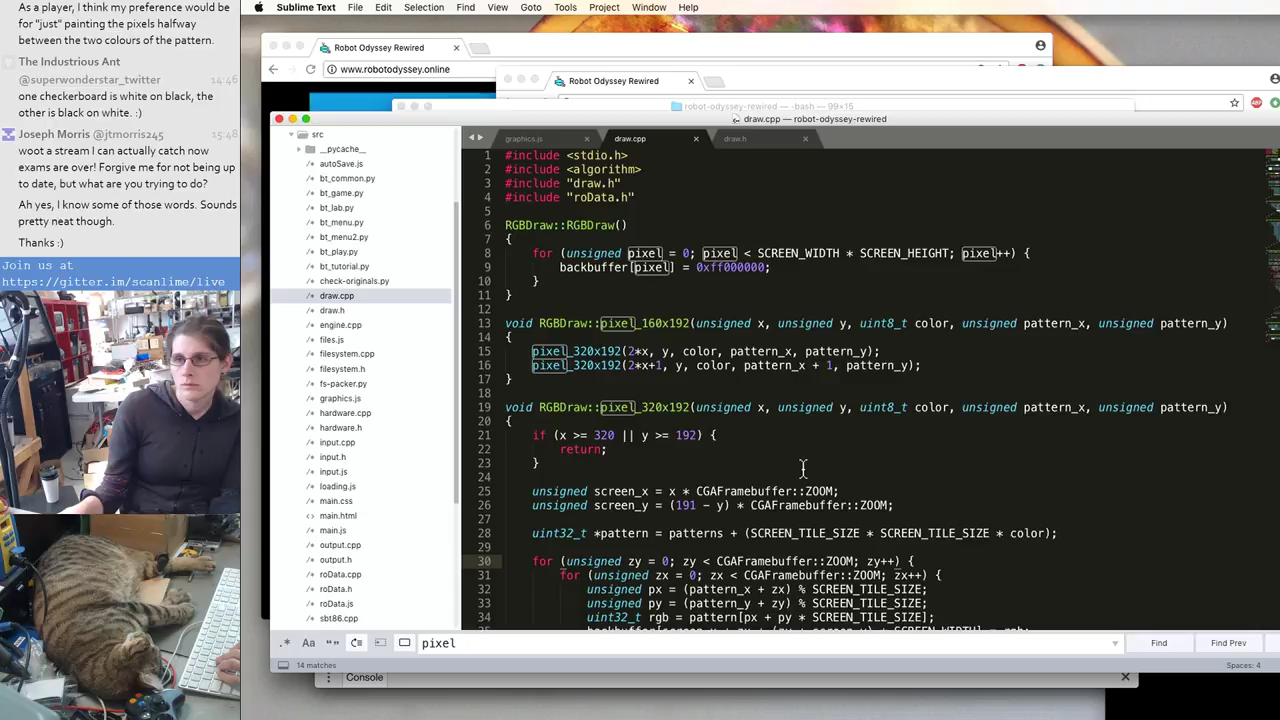 As a player, I think my preference would be
for "just" painting the pixels halfway
between the two colours of the pattern.
The Industrious Ant
@superwonderstar_twitter 14:46
one checkerboard is white on black, the
other is black on white. :)
Joseph Morris @jtmorris245 15:48
Yoo a stream I can actually catch now
exams are over! Forgive me for not being up
to date, but what are you trying to do?
Ah yes, I know some of those words. Sounds
pretty neat though.
Thanks :)
Join us at
https://gitter.im/scanlime/live
Sublime Text File Edit Selection Find View Goto Tools Project Window Help
Robot Odyssey Rewired
www.robotodyssey.online
Robot Odyssey Rewired
robot-odyssey-rewired — -bash — 99×15
draw.cpp — robot-odyssey-rewired
graphics.js
draw.cpp
draw.h
src
__pycache__
autoSave.js
bt_common.py
bt_game.py
bt_lab.py
bt_menu.py
bt_menu2.py
bt_play.py
bt_tutorial.py
check-originals.py
draw.cpp
draw.h
engine.cpp
files.js
filesystem.cpp
filesystem.h
fs-packer.py
graphics.js
hardware.cpp
hardware.h
input.cpp
input.h
input.js
loading.js
main.css
main.html
main.js
output.cpp
output.h
roData.cpp
roData.h
roData.js
sbt86.cpp
1 #include <stdio.h>
2 #include <algorithm>
3 #include "draw.h"
4 #include "roData.h"
5
6 RGBDraw::RGBDraw()
7 {
8 for (unsigned pixel = 0; pixel < SCREEN_WIDTH * SCREEN_HEIGHT; pixel++) {
9 backbuffer[pixel] = 0xff000000;
10 }
11 }
12
13 void RGBDraw::pixel_160x192(unsigned x, unsigned y, uint8_t color, unsigned pattern_x, unsigned pattern_y)
14 {
15 pixel_320x192(2*x, y, color, pattern_x, pattern_y);
16 pixel_320x192(2*x+1, y, color, pattern_x + 1, pattern_y);
17 }
18
19 void RGBDraw::pixel_320x192(unsigned x, unsigned y, uint8_t color, unsigned pattern_x, unsigned pattern_y)
20 {
21 if (x >= 320 || y >= 192) {
22 return;
23 }
24
25 unsigned screen_x = x * CGAFramebuffer::ZOOM;
26 unsigned screen_y = (191 - y) * CGAFramebuffer::ZOOM;
27
28 uint32_t *pattern = patterns + (SCREEN_TILE_SIZE * SCREEN_TILE_SIZE * color);
29
30 for (unsigned zy = 0; zy < CGAFramebuffer::ZOOM; zy++) {
31 for (unsigned zx = 0; zx < CGAFramebuffer::ZOOM; zx++) {
32 unsigned px = (pattern_x + zx) % SCREEN_TILE_SIZE;
33 unsigned py = (pattern_y + zy) % SCREEN_TILE_SIZE;
34 uint32_t rgb = pattern[px + py * SCREEN_TILE_SIZE];
pixel
Find
Find Prev
14 matches
Spaces: 4
Console